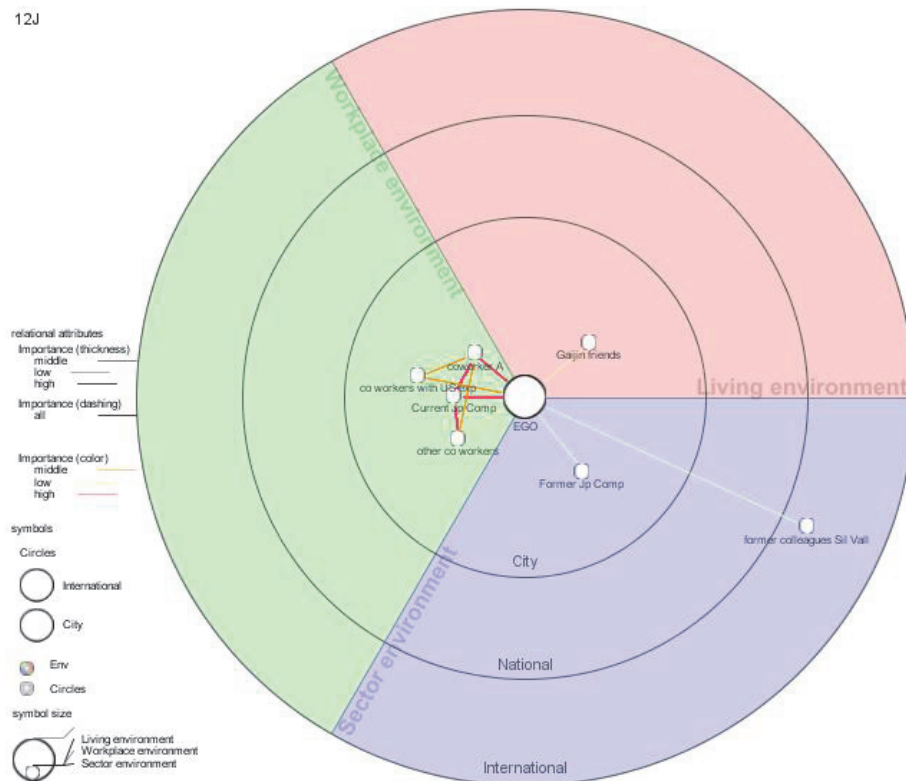 12J
Workplace environment
Living environment
Sector environment
Gaijin friends
coworker A
co workers with US exp
Current Jp Comp
other co workers
EGO
Former Jp Comp
former colleagues Sil Vall
City
National
International
relational attributes
Importance (thickness)
middle
low
high
Importance (dashing)
all
Importance (color)
middle
low
high
symbols
Circles
International
City
Env
Circles
symbol size
Living environment
Workplace environment
Sector environment